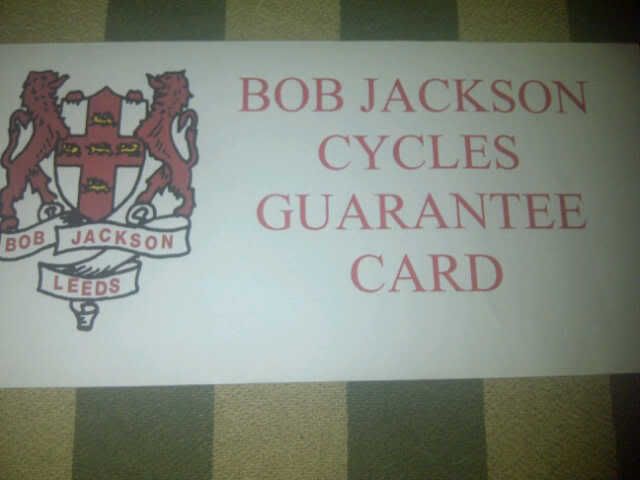 BOB JACKSON
LEEDS
BOB JACKSON
CYCLES
GUARANTEE
CARD